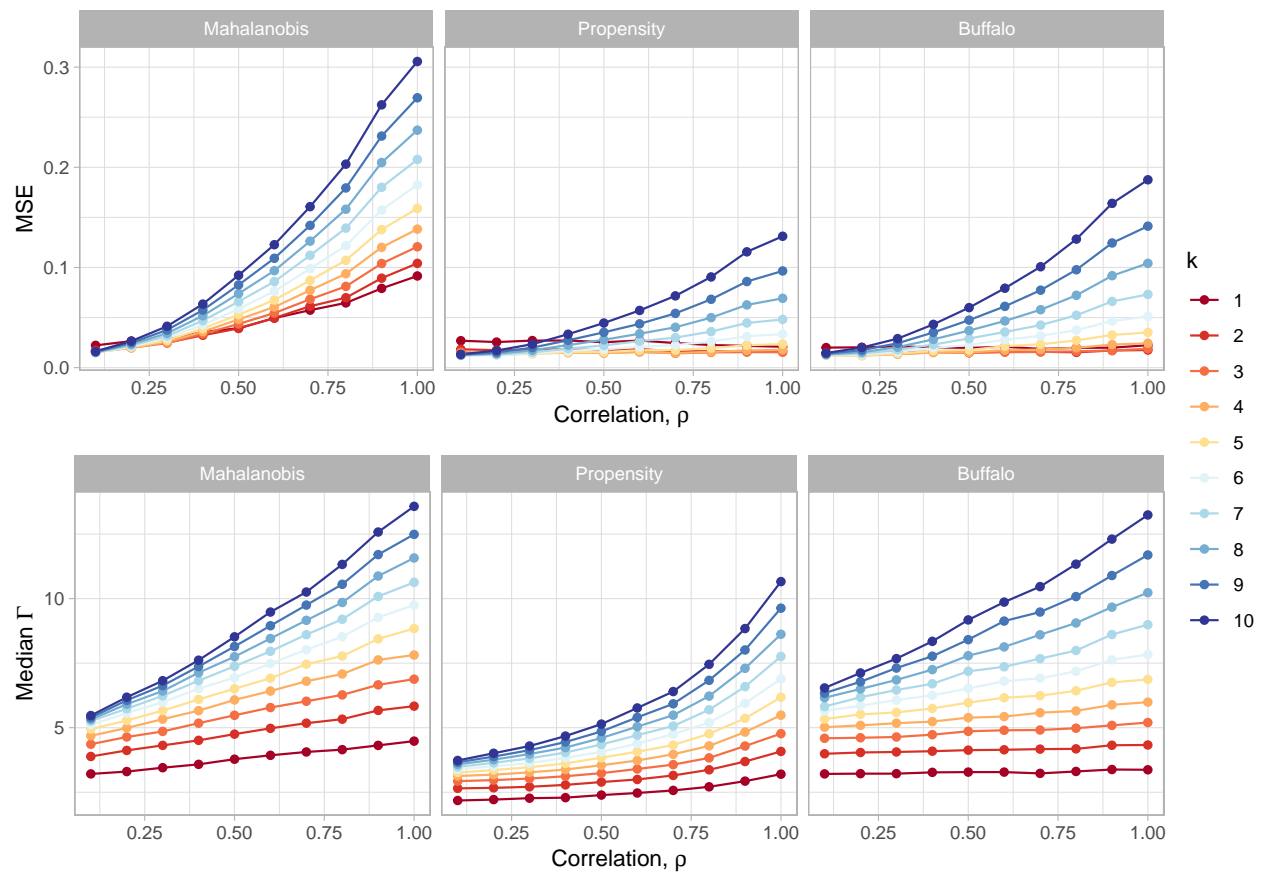 Mahalanobis Propensity Buffalo
0.3
0.2
0.1
0.0
MSE
0.25 0.50 0.75 1.00 0.25 0.50 0.75 1.00 0.25 0.50 0.75 1.00
Correlation, ρ
Mahalanobis Propensity Buffalo
10
5
Median Γ
0.25 0.50 0.75 1.00 0.25 0.50 0.75 1.00 0.25 0.50 0.75 1.00
Correlation, ρ
k
1
2
3
4
5
6
7
8
9
10